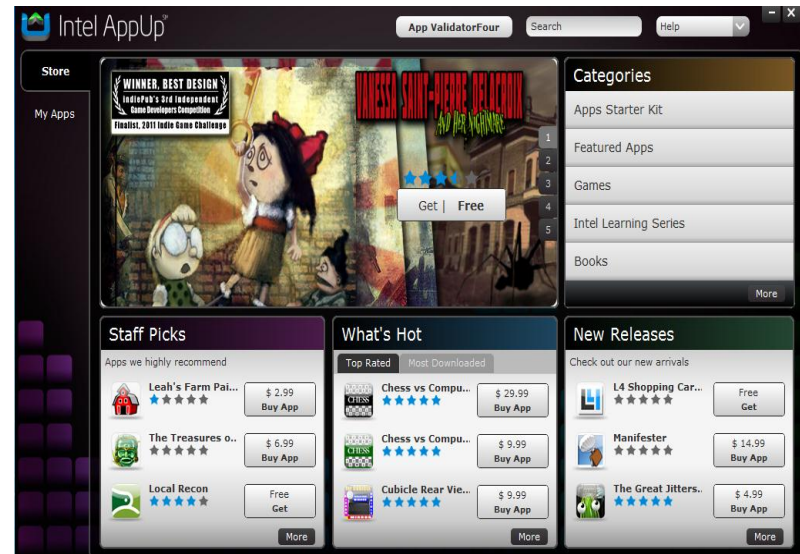 Intel AppUp℠
App ValidatorFour
Search
Help
Store
My Apps
WINNER, BEST DESIGN
IndiePub's 3rd Independent
Game Developers Competition
Finalist, 2011 Indie Game Challenge
VANESSA SAINT-PIERRE DELACROIX
AND HER NIGHTMARE
Get | Free
1
2
3
4
5
Categories
Apps Starter Kit
Featured Apps
Games
Intel Learning Series
Books
More
Staff Picks
Apps we highly recommend
Leah's Farm Pai...
$ 2.99
Buy App
The Treasures o..
$ 6.99
Buy App
Local Recon
Free
Get
More
What's Hot
Top Rated
Most Downloaded
CHESS
Chess vs Compu..
$ 29.99
Buy App
CHESS
Chess vs Compu..
$ 9.99
Buy App
Cubicle Rear Vie...
$ 9.99
Buy App
More
New Releases
Check out our new arrivals
L4 Shopping Car..
Free
Get
Manifester
$ 14.99
Buy App
The Great Jitters..
$ 4.99
Buy App
More